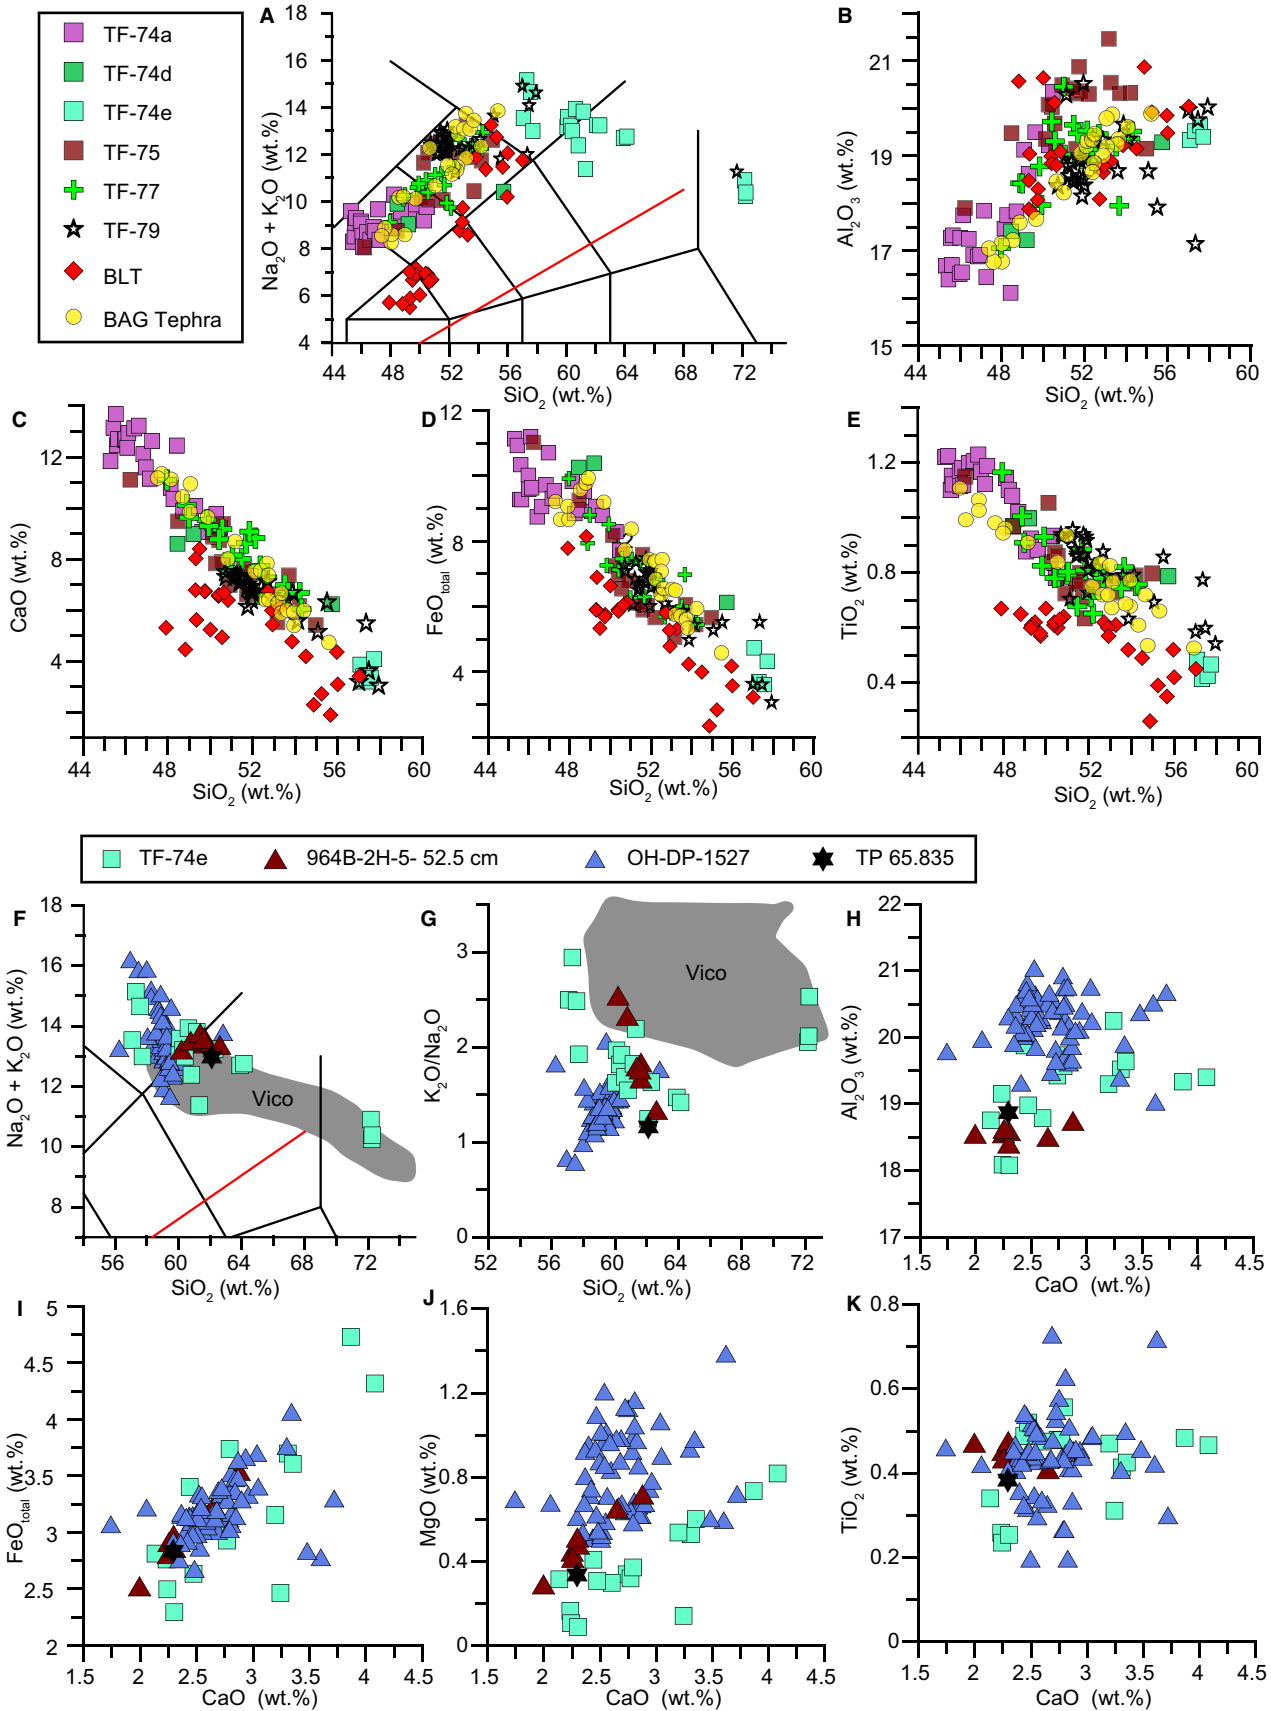 TF-74a
TF-74d
TF-74e
TF-75
TF-77
TF-79
BLT
BAG Tephra
A
18
16
14
12
10
8
6
4
Na₂O + K₂O (wt.%)
44 48 52 56 60 64 68 72
SiO₂ (wt.%)
B
21
19
17
15
Al₂O₃ (wt.%)
44 48 52 56 60
SiO₂ (wt.%)
C
12
8
4
CaO (wt.%)
44 48 52 56 60
SiO₂ (wt.%)
D
12
8
4
FeOtotal (wt.%)
44 48 52 56 60
SiO₂ (wt.%)
E
1.2
0.8
0.4
TiO₂ (wt.%)
44 48 52 56 60
SiO₂ (wt.%)
TF-74e 964B-2H-5- 52.5 cm OH-DP-1527 TP 65.835
F
18
16
14
12
10
8
Na₂O + K₂O (wt.%)
Vico
56 60 64 68 72
SiO₂ (wt.%)
G
3
2
1
0
K₂O/Na₂O
Vico
52 56 60 64 68 72
SiO₂ (wt.%)
H
22
21
20
19
18
17
Al₂O₃ (wt.%)
1.5 2 2.5 3 3.5 4 4.5
CaO (wt.%)
I
5
4.5
4
3.5
3
2.5
2
FeOtotal (wt.%)
1.5 2 2.5 3 3.5 4 4.5
CaO (wt.%)
J
1.6
1.2
0.8
0.4
0
MgO (wt.%)
1.5 2 2.5 3 3.5 4 4.5
CaO (wt.%)
K
0.8
0.6
0.4
0.2
0
TiO₂ (wt.%)
1.5 2 2.5 3 3.5 4 4.5
CaO (wt.%)